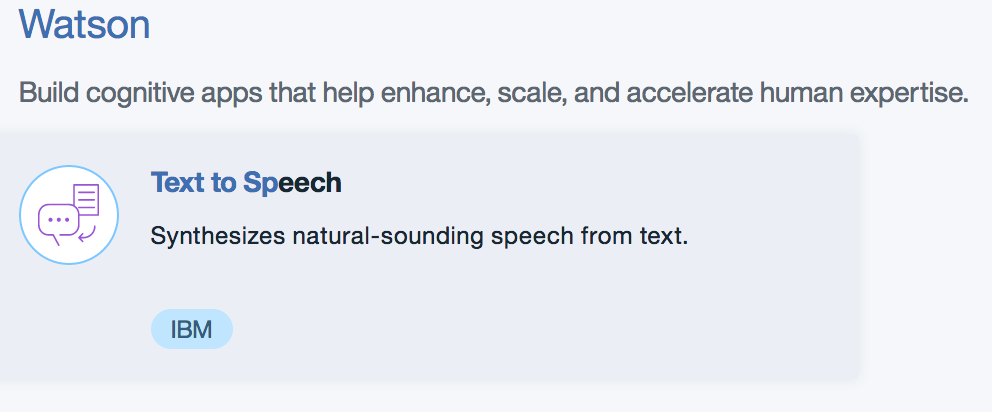 Watson
Build cognitive apps that help enhance, scale, and accelerate human expertise.
Text to Speech
Synthesizes natural-sounding speech from text.
IBM